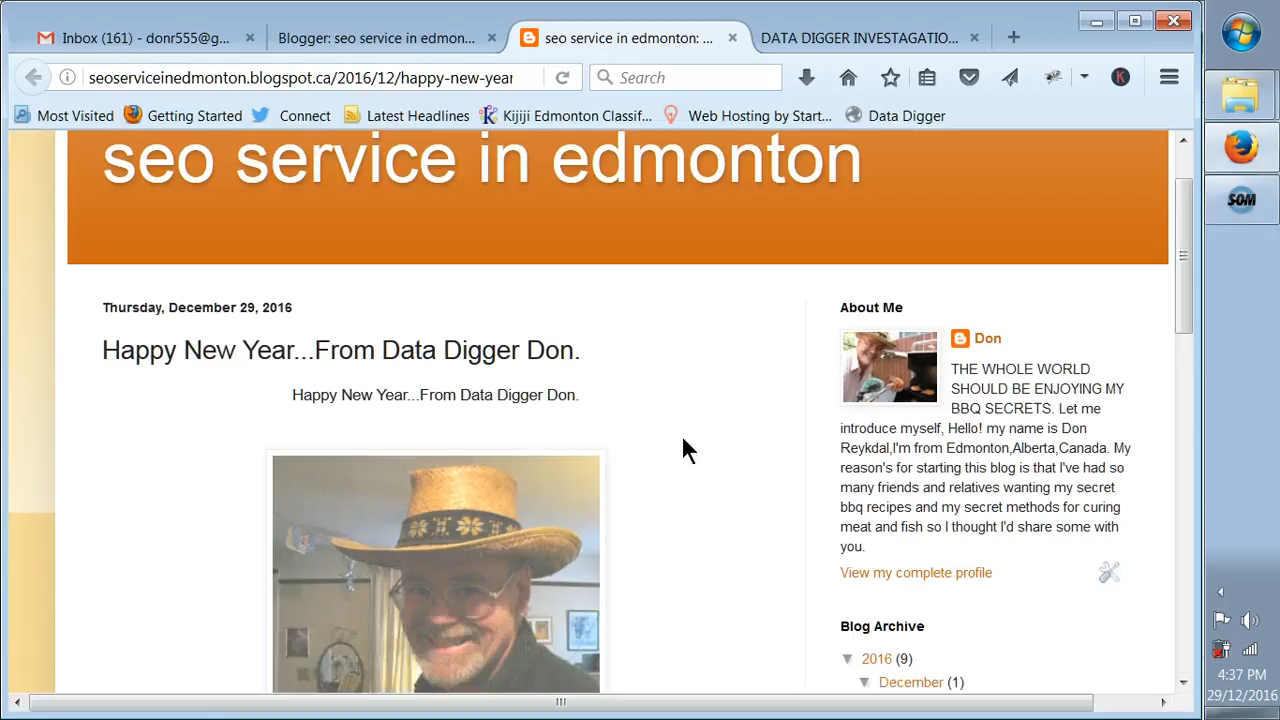 Inbox (161) - donr555@g...
Blogger: seo service in edmon...
seo service in edmonton: ...
DATA DIGGER INVESTAGATIO...
seoserviceinedmonton.blogspot.ca/2016/12/happy-new-year
Search
K
Most Visited
Getting Started
Connect
Latest Headlines
Kijiji Edmonton Classif...
Web Hosting by Start...
Data Digger
SOM
seo service in edmonton
Thursday, December 29, 2016
Happy New Year...From Data Digger Don.
Happy New Year...From Data Digger Don.
About Me
Don
THE WHOLE WORLD
SHOULD BE ENJOYING MY
BBQ SECRETS. Let me
introduce myself, Hello! my name is Don
Reykdal,I'm from Edmonton,Alberta,Canada. My
reason's for starting this blog is that I've had so
many friends and relatives wanting my secret
bbq recipes and my secret methods for curing
meat and fish so I thought I'd share some with
you.
View my complete profile
Blog Archive
2016 (9)
December (1)
4:37 PM
29/12/2016